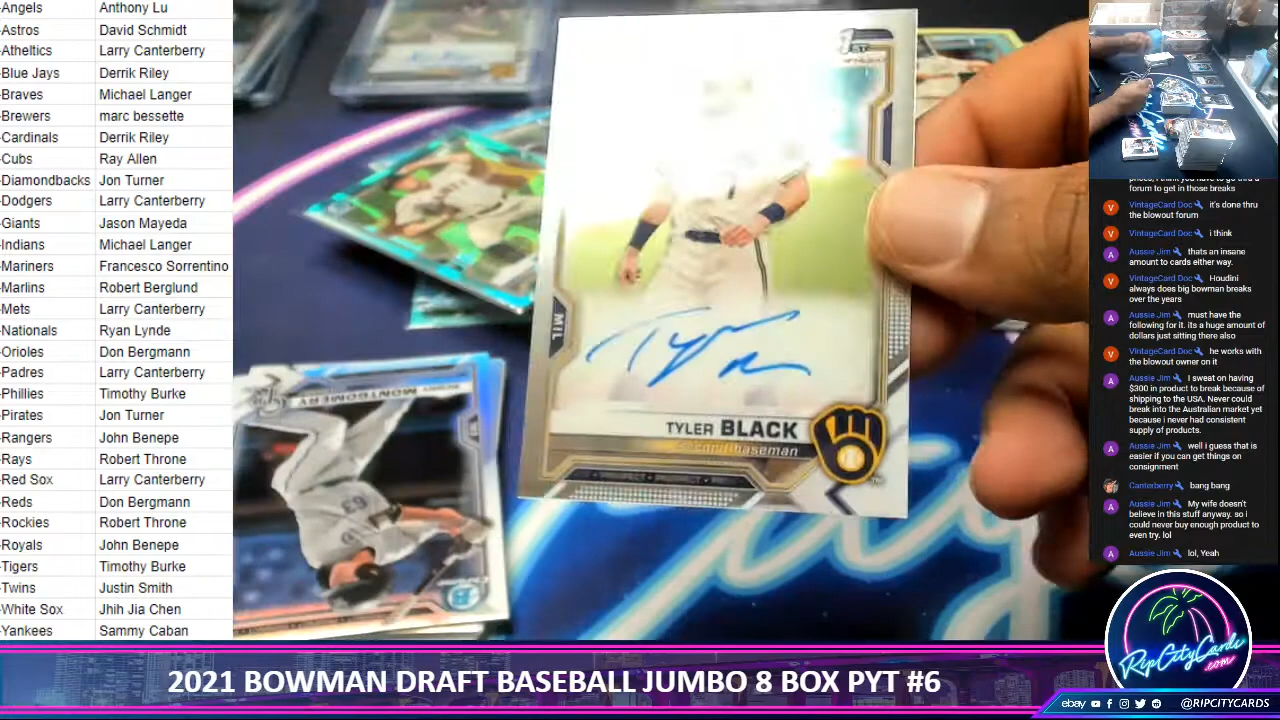 -Angels Anthony Lu
-Astros David Schmidt
-Atheltics Larry Canterberry
-Blue Jays Derrik Riley
-Braves Michael Langer
-Brewers marc bessette
-Cardinals Derrik Riley
-Cubs Ray Allen
-Diamondbacks Jon Turner
-Dodgers Larry Canterberry
-Giants Jason Mayeda
-Indians Michael Langer
-Mariners Francesco Sorrentino
-Marlins Robert Berglund
-Mets Larry Canterberry
-Nationals Ryan Lynde
-Orioles Don Bergmann
-Padres Larry Canterberry
-Phillies Timothy Burke
-Pirates Jon Turner
-Rangers John Benepe
-Rays Robert Throne
-Red Sox Larry Canterberry
-Reds Don Bergmann
-Rockies Robert Throne
-Royals John Benepe
-Tigers Timothy Burke
-Twins Justin Smith
-White Sox Jhih Jia Chen
-Yankees Sammy Caban
1ST
MIL
TYLER BLACK
second baseman
MONTGOMERY
forum to get in those breaks
V VintageCard Doc it's done thru
the blowout forum
V VintageCard Doc i think
A Aussie Jim thats an insane
amount to cards either way.
V VintageCard Doc Houdini
always does big bowman breaks
over the years
A Aussie Jim must have the
following for it. its a huge amount of
dollars just sitting there also
V VintageCard Doc he works with
the blowout owner on it
A Aussie Jim I sweat on having
$300 in product to break because of
shipping to the USA. Never could
break into the Australian market yet
because i never had consistent
supply of products.
A Aussie Jim well i guess that is
easier if you can get things on
consignment
Canterberry bang bang
A Aussie Jim My wife doesn't
believe in this stuff anyway. so i
could never buy enough product to
even try. lol
A Aussie Jim lol, Yeah
RipCityCards
.com
2021 BOWMAN DRAFT BASEBALL JUMBO 8 BOX PYT #6
ebay @RIPCITYCARDS